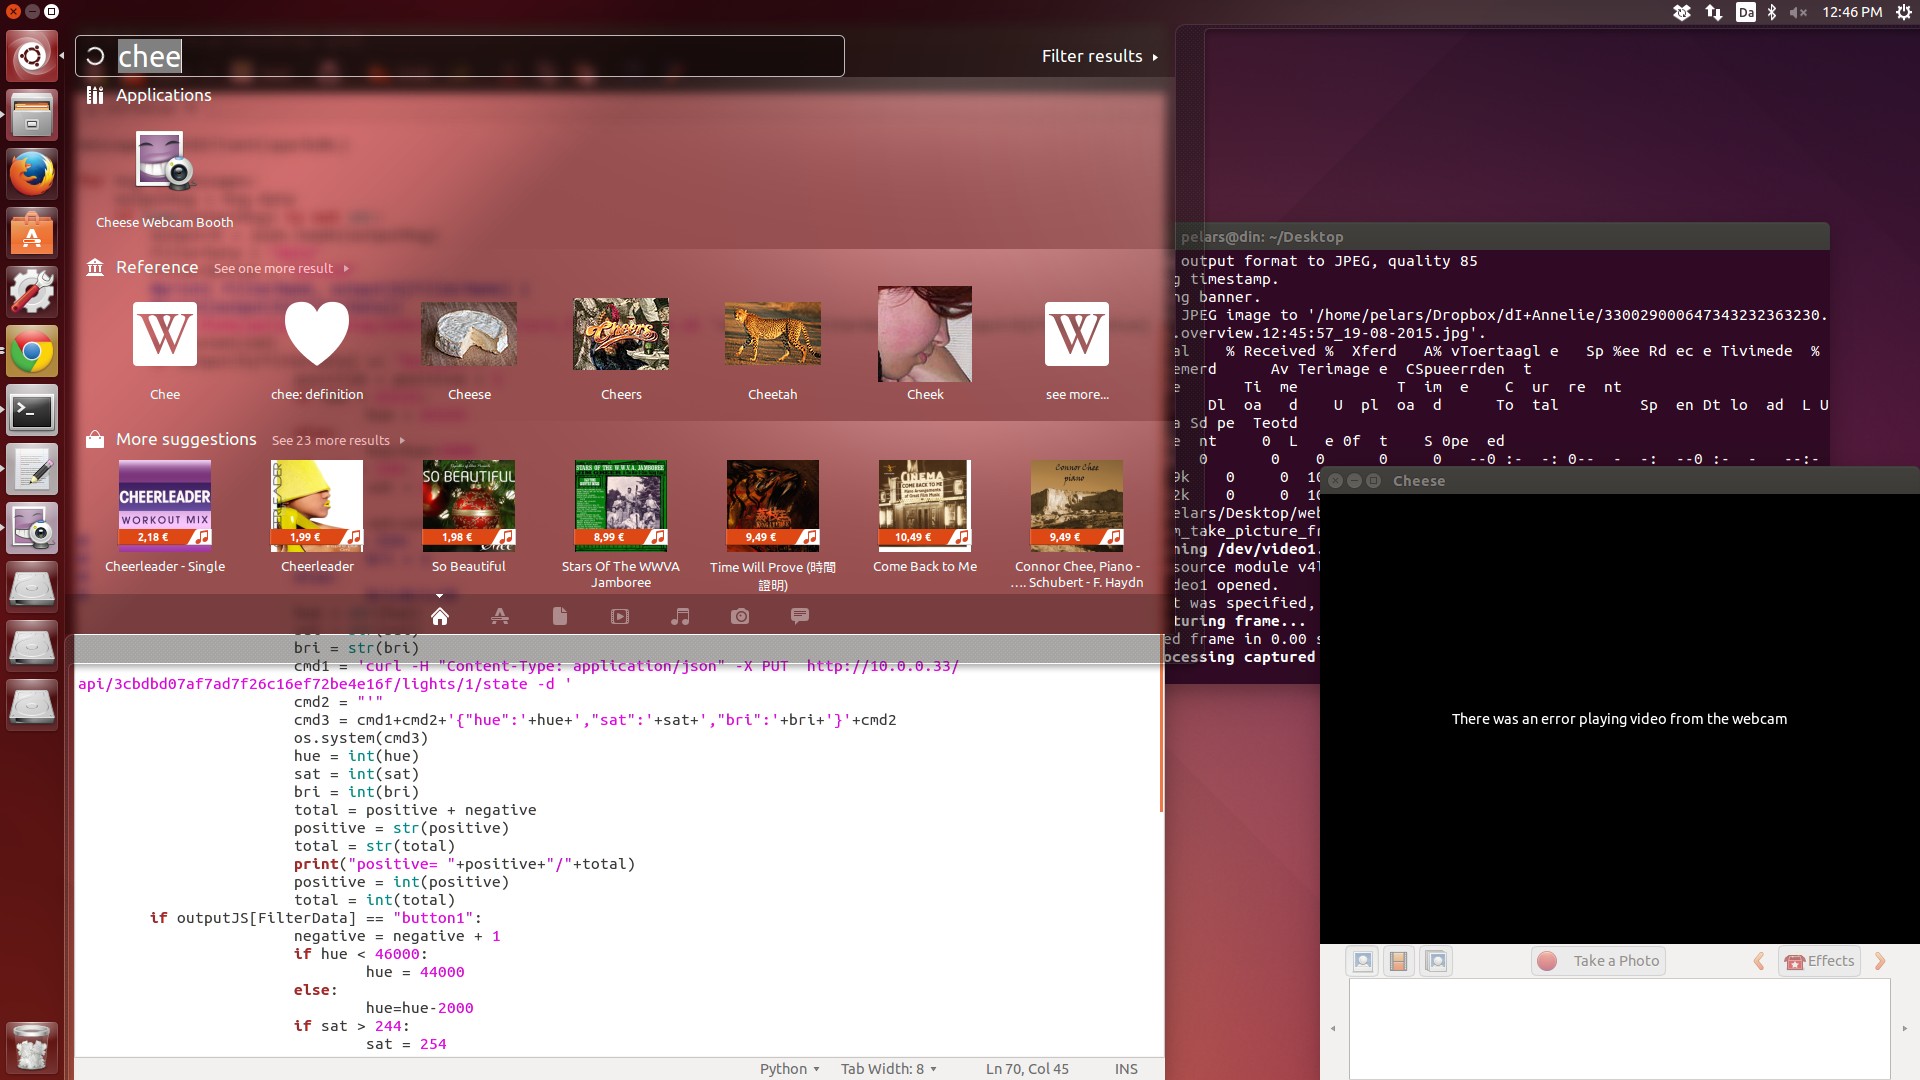 Da
12:46 PM
chee
Filter results
Applications
Cheese Webcam Booth
Reference See one more result
Chee
chee: definition
Cheese
Cheers
Cheetah
Cheek
see more...
More suggestions See 23 more results
CHEERLEADER
WORKOUT MIX
2,18 €
1,99 €
SO BEAUTIFUL
1,98 €
STARS OF THE W.W.V.A. JAMBOREE
8,99 €
9,49 €
CINEMA
COME BACK TO ME
10,49 €
Connor Chee
piano
9,49 €
Cheerleader - Single
Cheerleader
So Beautiful
Stars Of The WWVA
Jamboree
Time Will Prove (時間
證明)
Come Back to Me
Connor Chee, Piano -
.... Schubert - F. Haydn
bri = str(bri)
cmd1 = 'curl -H "Content-Type: application/json" -X PUT  http://10.0.0.33/
api/3cbdbd07af7ad7f26c16ef72be4e16f/lights/1/state -d '
cmd2 = "'"
cmd3 = cmd1+cmd2+'{"hue":'+hue+',"sat":'+sat+',"bri":'+bri+'}'+cmd2
os.system(cmd3)
hue = int(hue)
sat = int(sat)
bri = int(bri)
total = positive + negative
positive = str(positive)
total = str(total)
print("positive= "+positive+"/"+total)
positive = int(positive)
total = int(total)
if outputJS[FilterData] == "button1":
negative = negative + 1
if hue < 46000:
hue = 44000
else:
hue=hue-2000
if sat > 244:
sat = 254
Python
Tab Width: 8
Ln 70, Col 45
INS
pelars@din: ~/Desktop
output format to JPEG, quality 85
g timestamp.
ng banner.
JPEG image to '/home/pelars/Dropbox/dI+Annelie/330029000647343232363230.
.overview.12:45:57_19-08-2015.jpg'.
al    % Received %  Xferd   A% vToertaagl e   Sp %ee Rd ec e Tivimede  %
emerd      Av Terimage e  CSpueerrden  t
e       Ti  me           T  im  e    C  ur  re  nt
Dl  oa   d    U  pl  oa  d      To  tal         Sp  en Dt lo  ad  L U
a Sd pe  Teotd
e  nt     0  L   e 0f  t    S 0pe  ed
0       0    0      0     0   --0 :-  -: 0--  -  -:  --0 :-  -   --:-
9k    0     0  10
2k    0     0  10
elars/Desktop/web
m_take_picture_fr
ning /dev/video1.
source module v4l
deo1 opened.
t was specified,
turing frame...
ed frame in 0.00 s
ocessing captured
Cheese
There was an error playing video from the webcam
Take a Photo
Effects